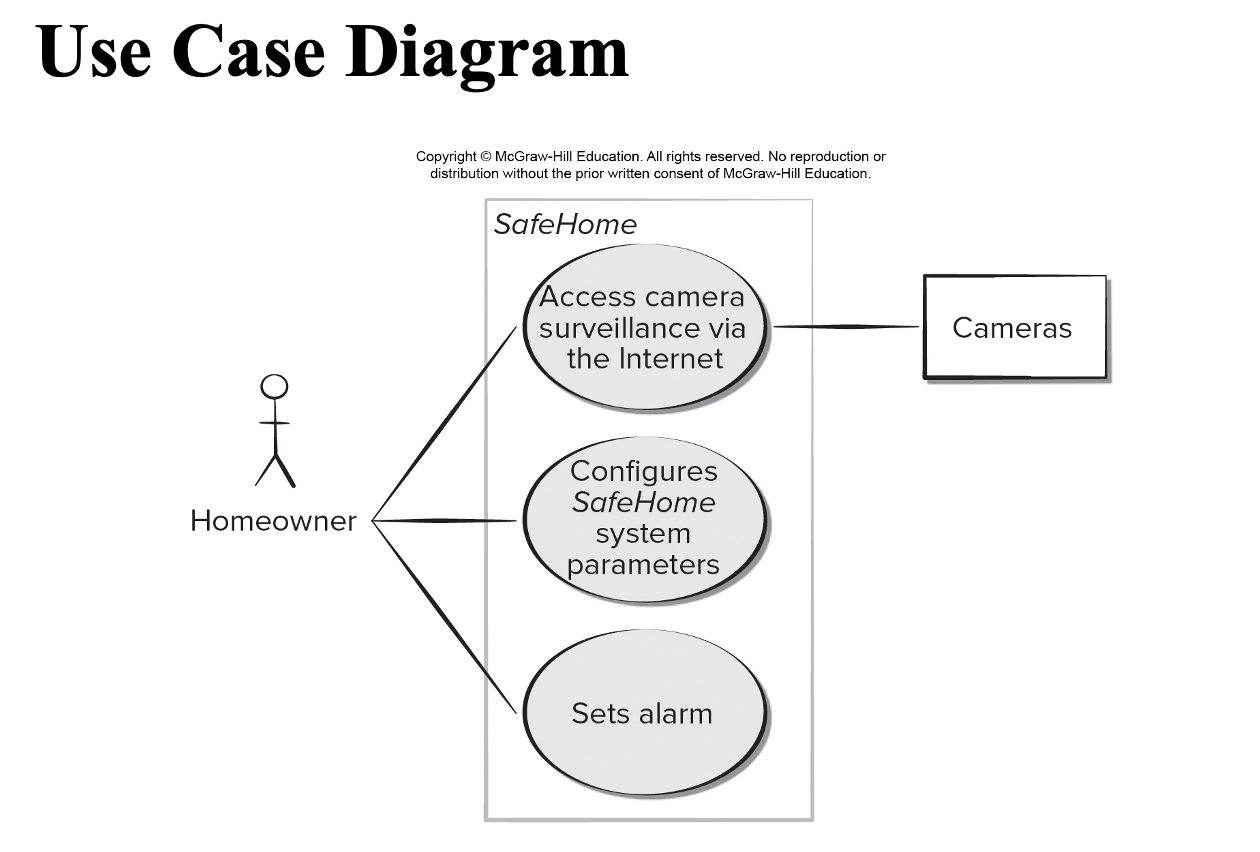 Use Case Diagram
Copyright © McGraw-Hill Education. All rights reserved. No reproduction or
distribution without the prior written consent of McGraw-Hill Education.
SafeHome
Access camera
surveillance via
the Internet
Cameras
Homeowner
Configures
SafeHome
system
parameters
Sets alarm